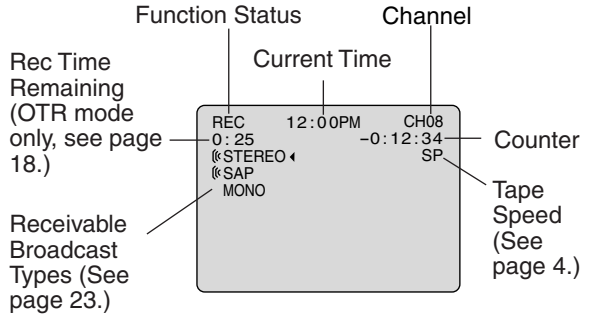 Function Status
Channel
Current Time
Rec Time
Remaining
(OTR mode
only, see page
18.)
REC 12:00PM CH08
0:25 -0:12:34
STEREO
SP
SAP
MONO
Counter
Tape
Speed
(See
page 4.)
Receivable
Broadcast
Types (See
page 23.)